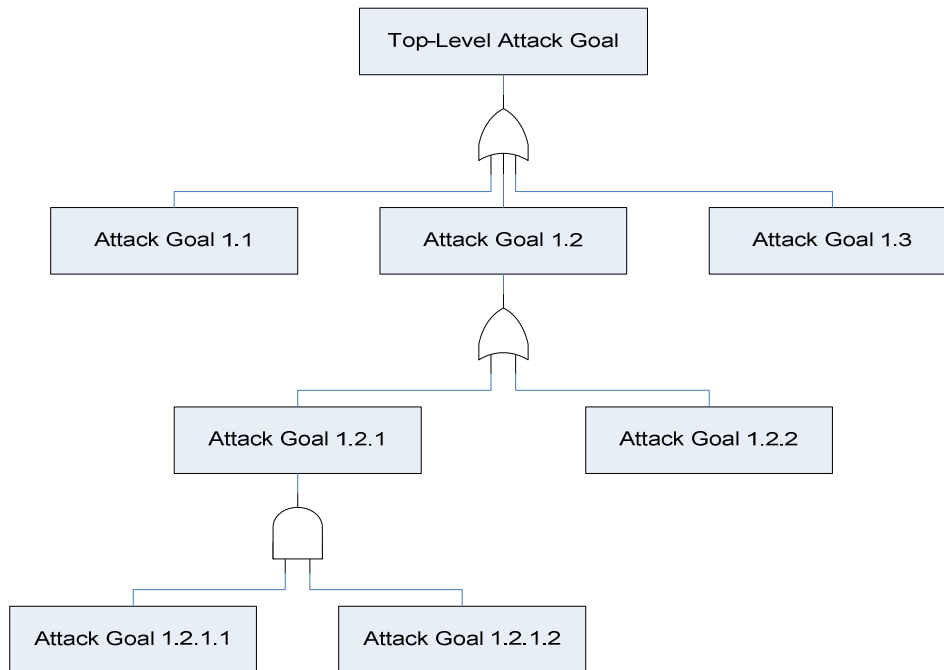 Top-Level Attack Goal
Attack Goal 1.1
Attack Goal 1.2
Attack Goal 1.3
Attack Goal 1.2.1
Attack Goal 1.2.2
Attack Goal 1.2.1.1
Attack Goal 1.2.1.2